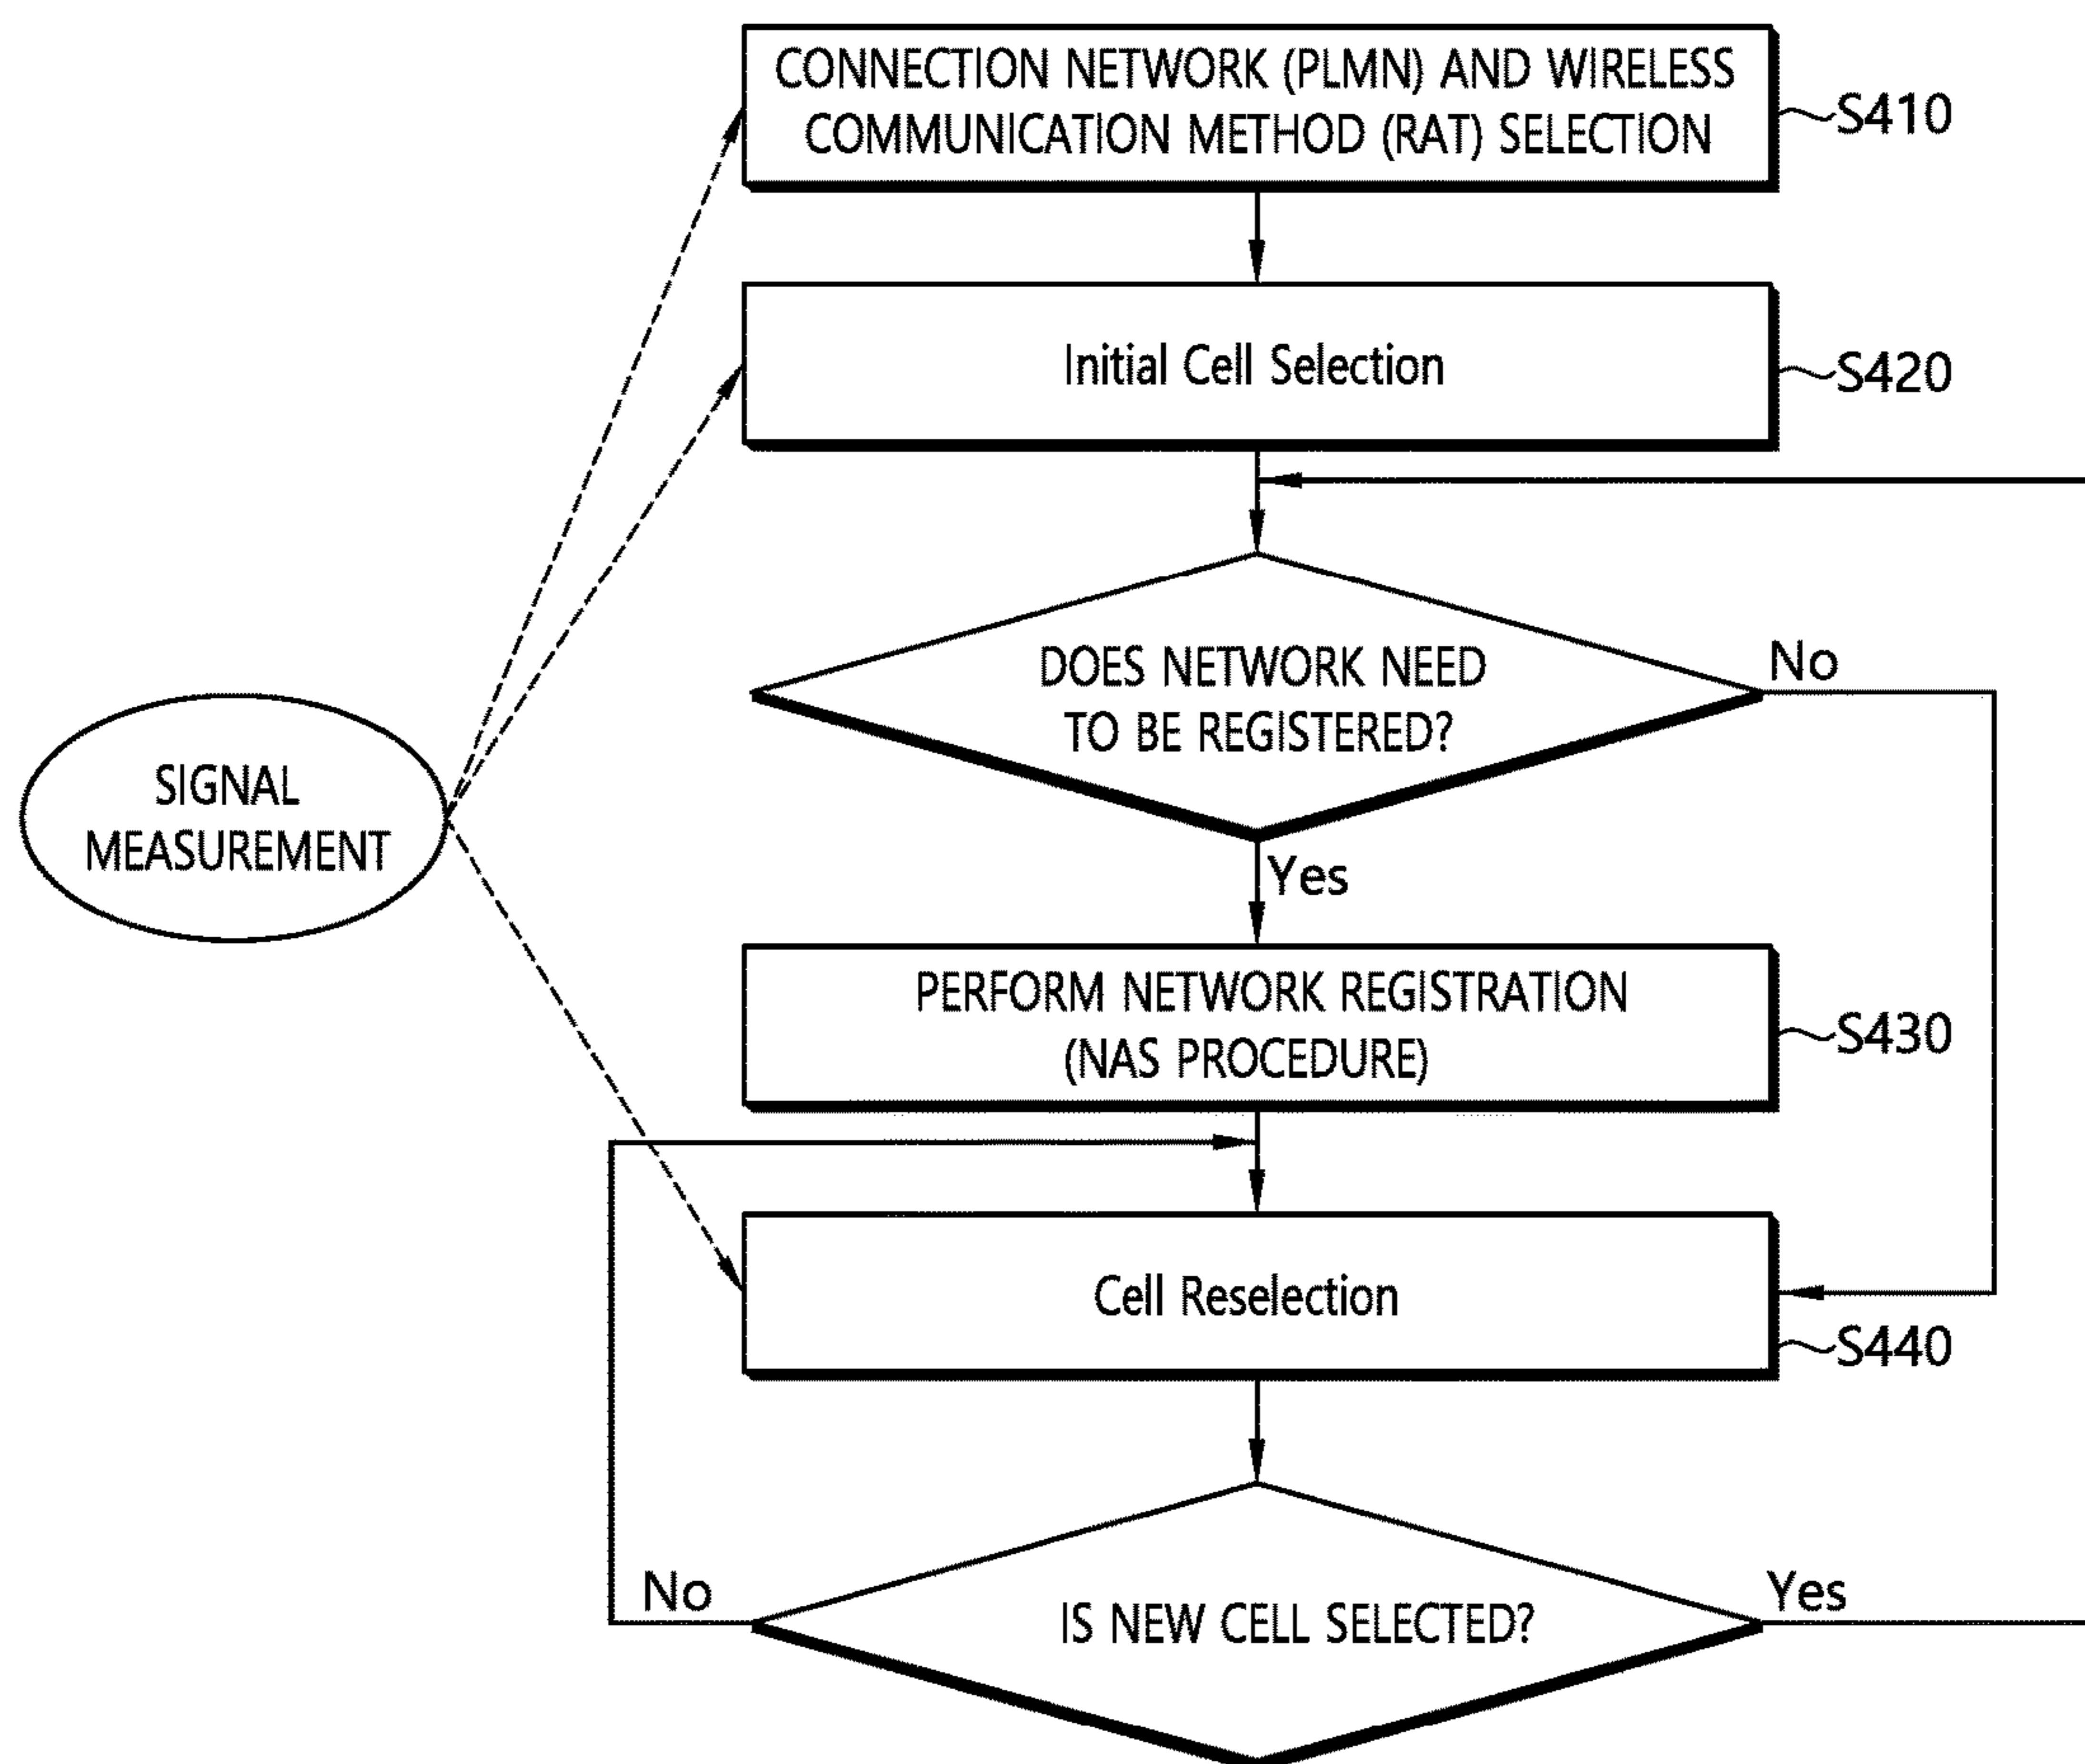 CONNECTION NETWORK (PLMN) AND WIRELESS
COMMUNICATION METHOD (RAT) SELECTION
S410
Initial Cell Selection
S420
DOES NETWORK NEED
TO BE REGISTERED?
No
SIGNAL
MEASUREMENT
Yes
PERFORM NETWORK REGISTRATION
(NAS PROCEDURE)
S430
Cell Reselection
S440
No
IS NEW CELL SELECTED?
Yes